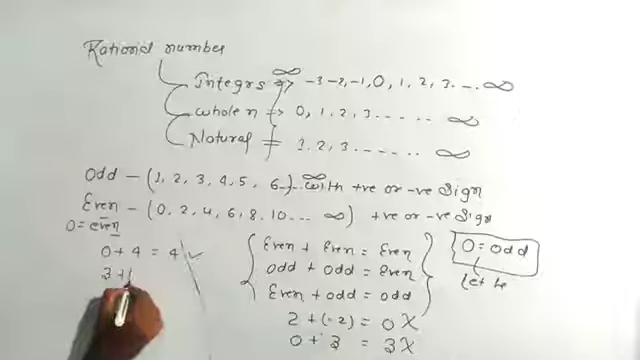 Rational number
Integrs => ∞ -3 -2, -1, 0, 1, 2, 3 . - .. ∞
whole n → 0, 1, 2, 3 . . . . . . ∞
Natural 1, 2, 3 - . . - . . ∞
Odd - (1, 2, 3, 4, 5, 6 -) .. ∞ with +ve or -ve Sign
Even - (0, 2, 4, 6, 8, 10 ... ∞) +ve or -ve Sign
0 = even
0 + 4 = 4 ✓
3 + 1
Even + Even = Even
odd + odd = Even
Even + odd = odd
2 + (-2) = 0 X
0 + 3 = 3 X
0 = odd
let